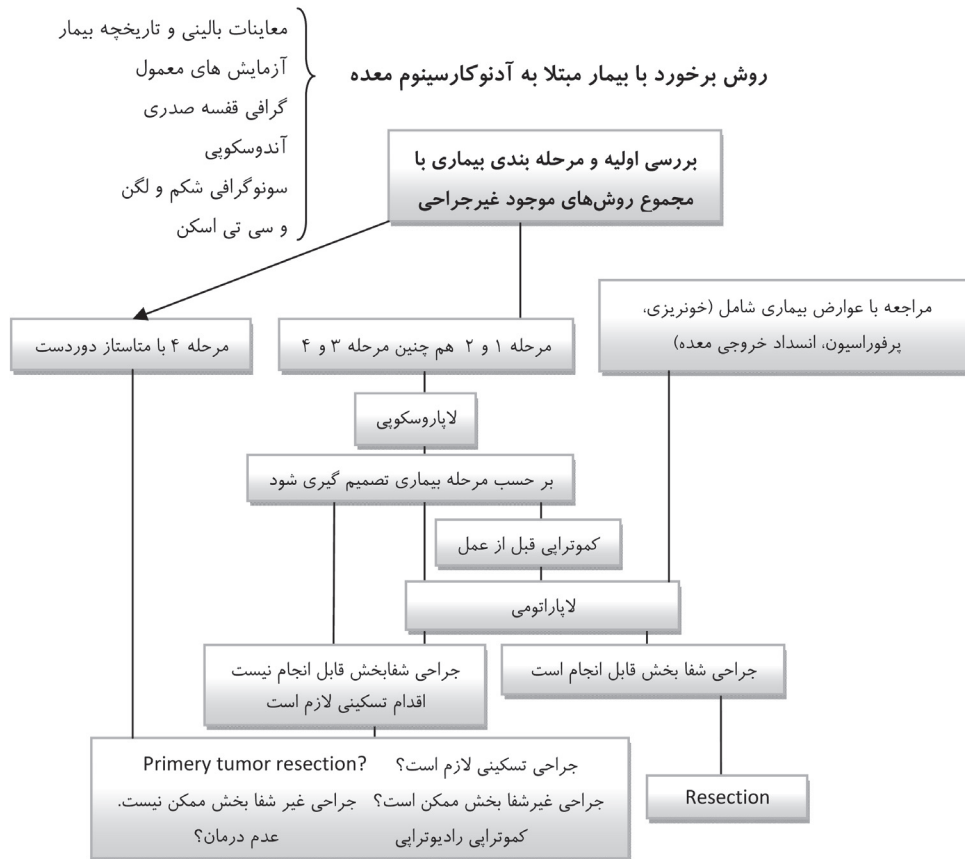 معاینات بالینی و تاریخچه بیمار
آزمایش های معمول
گرافی قفسه صدری
آندوسکوپی
سونوگرافی شکم و لگن
و سی تی اسکن
روش برخورد با بیمار مبتلا به آدنوکارسینوم معده
بررسی اولیه و مرحله بندی بیماری با
مجموع روش‌های موجود غیرجراحی
مراجعه با عوارض بیماری شامل (خونریزی،
پرفوراسیون، انسداد خروجی معده)
مرحله ۱ و ۲ هم چنین مرحله ۳ و ۴
مرحله ۴ با متاستاز دوردست
لاپاروسکوپی
بر حسب مرحله بیماری تصمیم گیری شود
کموتراپی قبل از عمل
لاپاراتومی
جراحی شفا بخش قابل انجام است
جراحی شفابخش قابل انجام نیست
اقدام تسکینی لازم است
جراحی تسکینی لازم است؟ Primery tumor resection?
جراحی غیرشفا بخش ممکن است؟ جراحی غیر شفا بخش ممکن نیست.
کموتراپی رادیوتراپی عدم درمان؟
Resection